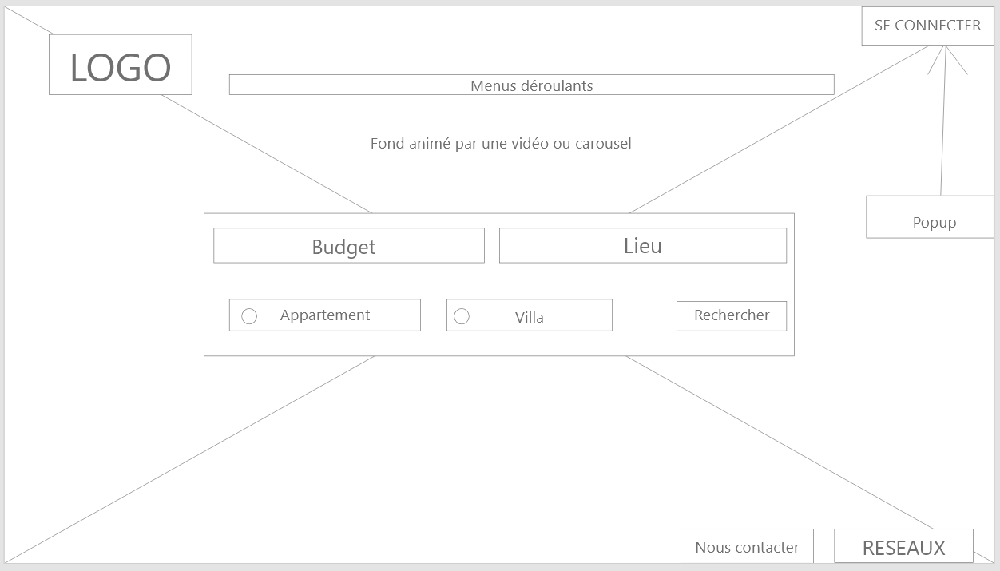 SE CONNECTER
LOGO
Menus déroulants
Fond animé par une vidéo ou carousel
Popup
Budget
Lieu
Appartement
Villa
Rechercher
Nous contacter
RESEAUX